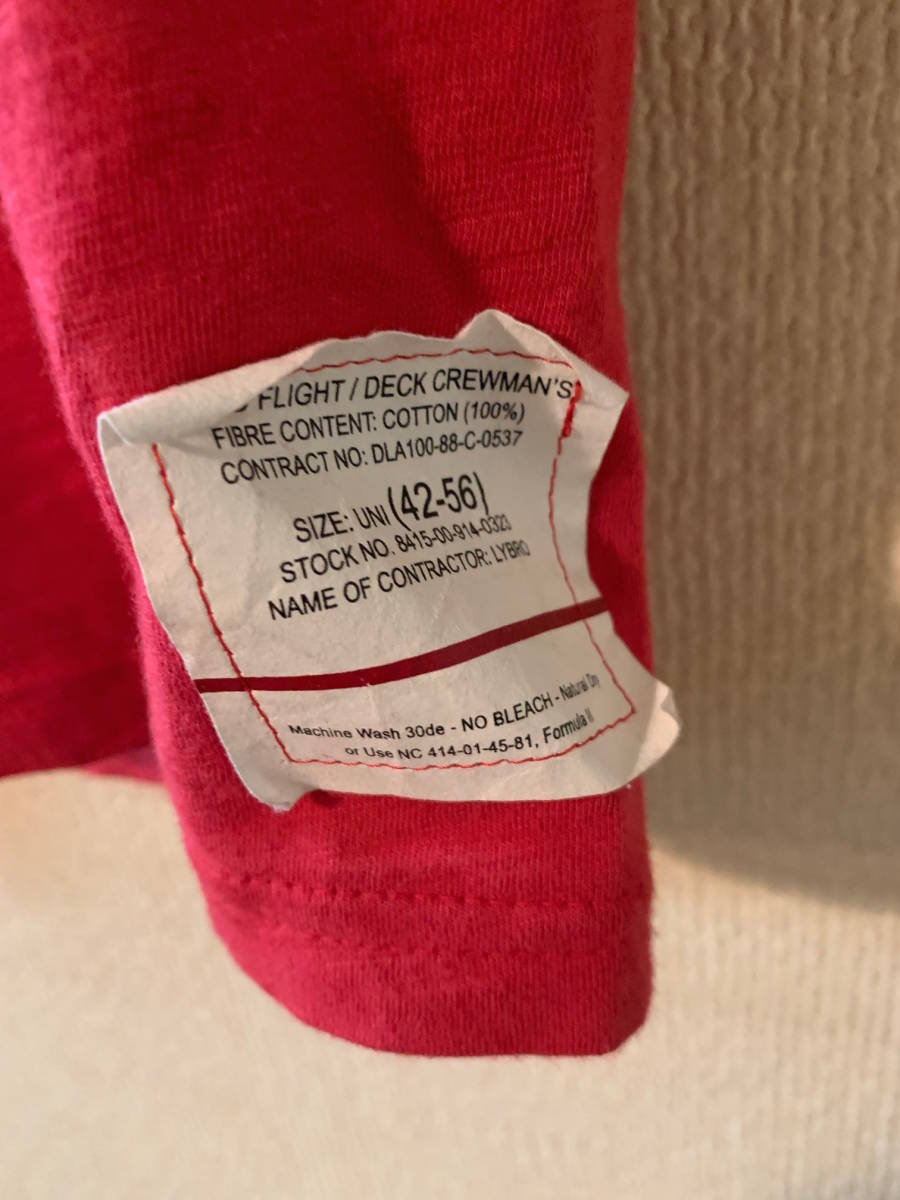 FLIGHT / DECK CREWMAN'S
FIBRE CONTENT: COTTON (100%)
CONTRACT NO: DLA100-88-C-0537
SIZE: UNI (42-56)
STOCK NO. 8415-00-914-0323
NAME OF CONTRACTOR: LYBRO
Machine Wash 30de - NO BLEACH - Natural Dry
or Use NC 414-01-45-81, Formula II